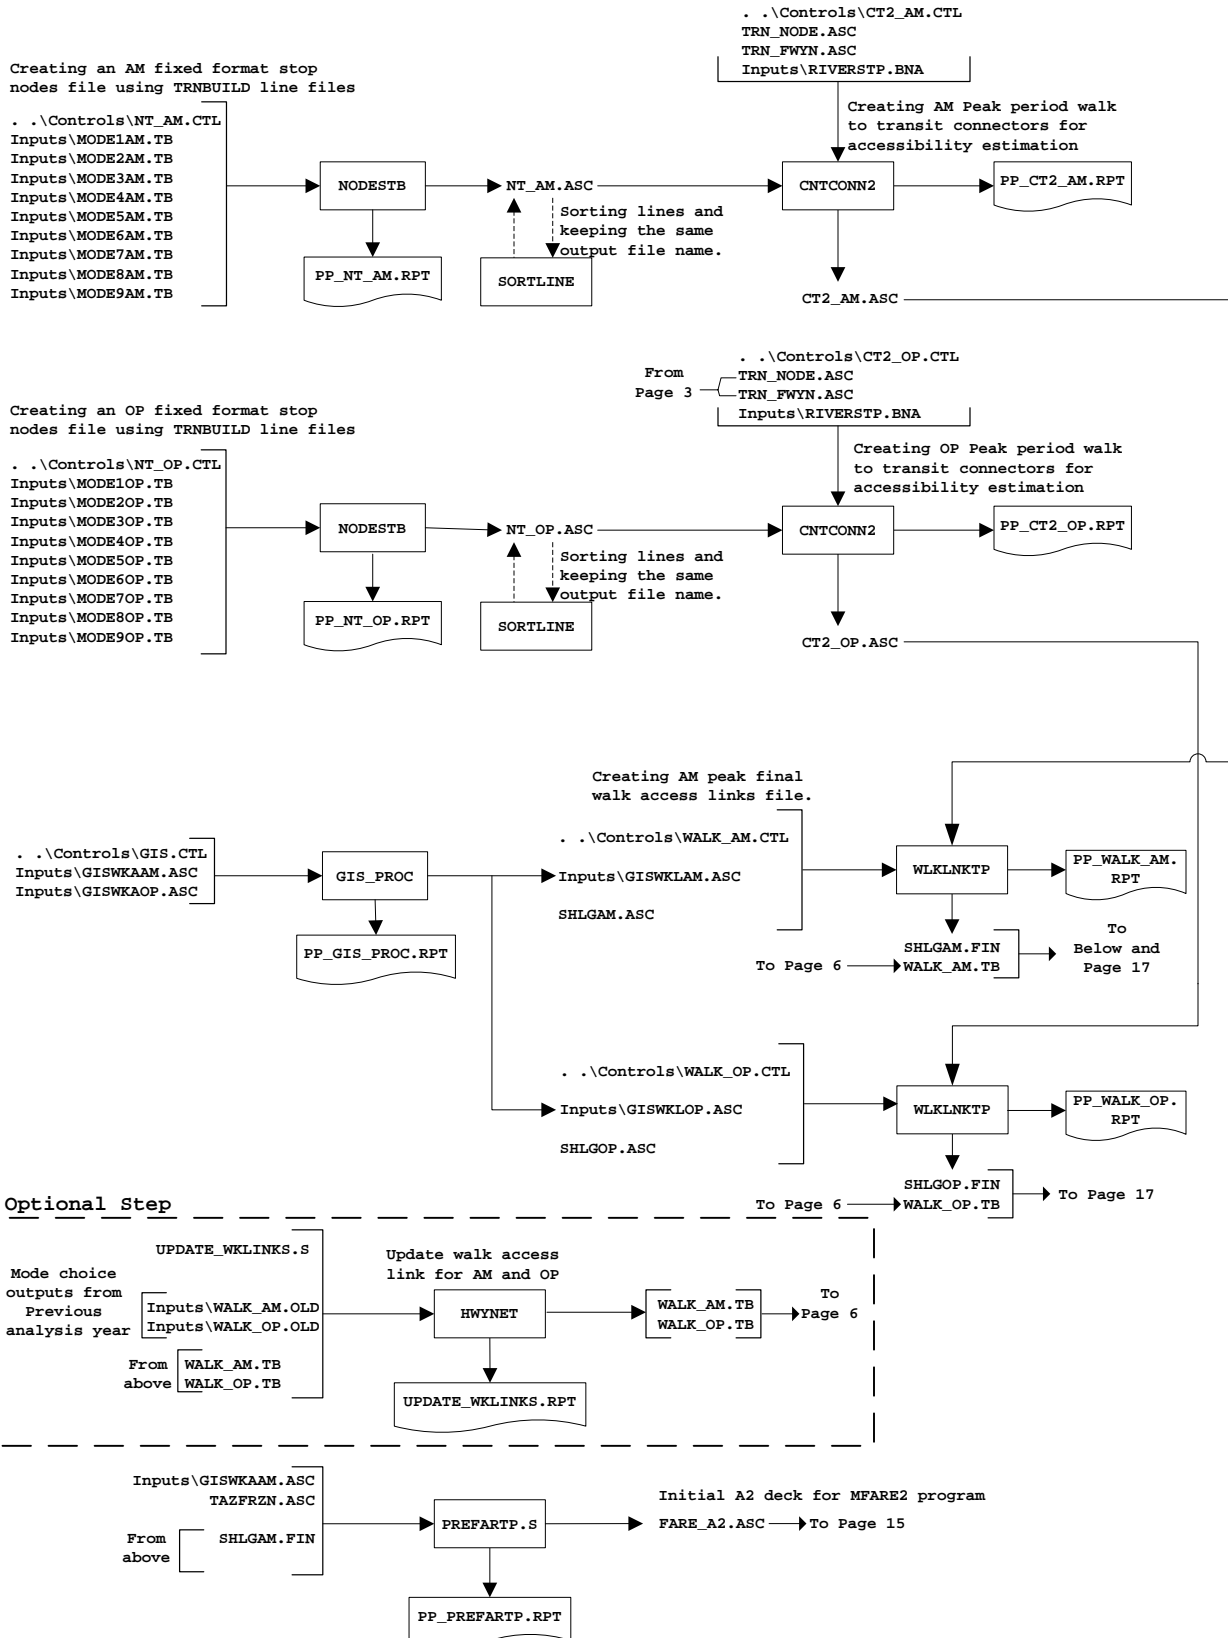 . .\Controls\CT2_AM.CTL
TRN_NODE.ASC
TRN_FWYN.ASC
Inputs\RIVERSTP.BNA
Creating an AM fixed format stop
nodes file using TRNBUILD line files
. .\Controls\NT_AM.CTL
Inputs\MODE1AM.TB
Inputs\MODE2AM.TB
Inputs\MODE3AM.TB
Inputs\MODE4AM.TB
Inputs\MODE5AM.TB
Inputs\MODE6AM.TB
Inputs\MODE7AM.TB
Inputs\MODE8AM.TB
Inputs\MODE9AM.TB
NODESTB
PP_NT_AM.RPT
NT_AM.ASC
Sorting lines and
keeping the same
output file name.
SORTLINE
Creating AM Peak period walk
to transit connectors for
accessibility estimation
CNTCONN2
PP_CT2_AM.RPT
CT2_AM.ASC
. .\Controls\CT2_OP.CTL
From
Page 3
TRN_NODE.ASC
TRN_FWYN.ASC
Inputs\RIVERSTP.BNA
Creating an OP fixed format stop
nodes file using TRNBUILD line files
. .\Controls\NT_OP.CTL
Inputs\MODE1OP.TB
Inputs\MODE2OP.TB
Inputs\MODE3OP.TB
Inputs\MODE4OP.TB
Inputs\MODE5OP.TB
Inputs\MODE6OP.TB
Inputs\MODE7OP.TB
Inputs\MODE8OP.TB
Inputs\MODE9OP.TB
NODESTB
PP_NT_OP.RPT
NT_OP.ASC
Sorting lines and
keeping the same
output file name.
SORTLINE
Creating OP Peak period walk
to transit connectors for
accessibility estimation
CNTCONN2
PP_CT2_OP.RPT
CT2_OP.ASC
Creating AM peak final
walk access links file.
. .\Controls\GIS.CTL
Inputs\GISWKAAM.ASC
Inputs\GISWKAOP.ASC
GIS_PROC
PP_GIS_PROC.RPT
. .\Controls\WALK_AM.CTL
Inputs\GISWKLAM.ASC
SHLGAM.ASC
WLKLNKTP
PP_WALK_AM.
RPT
To Page 6
SHLGAM.FIN
WALK_AM.TB
To
Below and
Page 17
. .\Controls\WALK_OP.CTL
Inputs\GISWKLOP.ASC
SHLGOP.ASC
WLKLNKTP
PP_WALK_OP.
RPT
To Page 6
SHLGOP.FIN
WALK_OP.TB
To Page 17
Optional Step
UPDATE_WKLINKS.S
Mode choice
outputs from
Previous
analysis year
Inputs\WALK_AM.OLD
Inputs\WALK_OP.OLD
From
above
WALK_AM.TB
WALK_OP.TB
Update walk access
link for AM and OP
HWYNET
UPDATE_WKLINKS.RPT
WALK_AM.TB
WALK_OP.TB
To
Page 6
Inputs\GISWKAAM.ASC
TAZFRZN.ASC
From
above
SHLGAM.FIN
PREFARTP.S
PP_PREFARTP.RPT
Initial A2 deck for MFARE2 program
FARE_A2.ASC
To Page 15